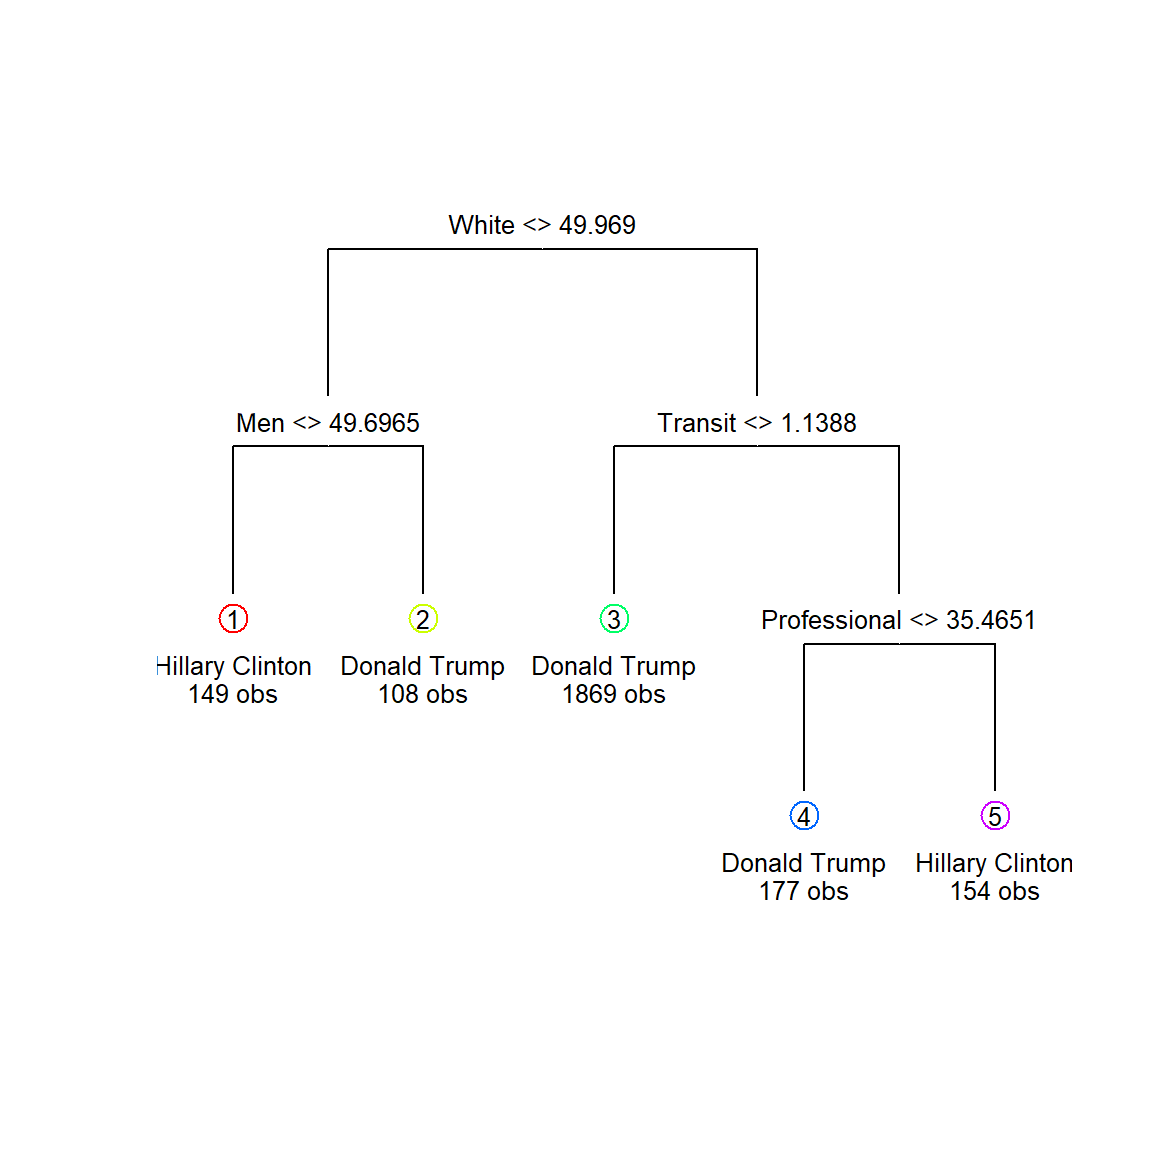 White <> 49.969
Men <> 49.6965
Transit <> 1.1388
1
2
3
Professional <> 35.4651
Hillary Clinton
149 obs
Donald Trump
108 obs
Donald Trump
1869 obs
4
5
Donald Trump
177 obs
Hillary Clinton
154 obs